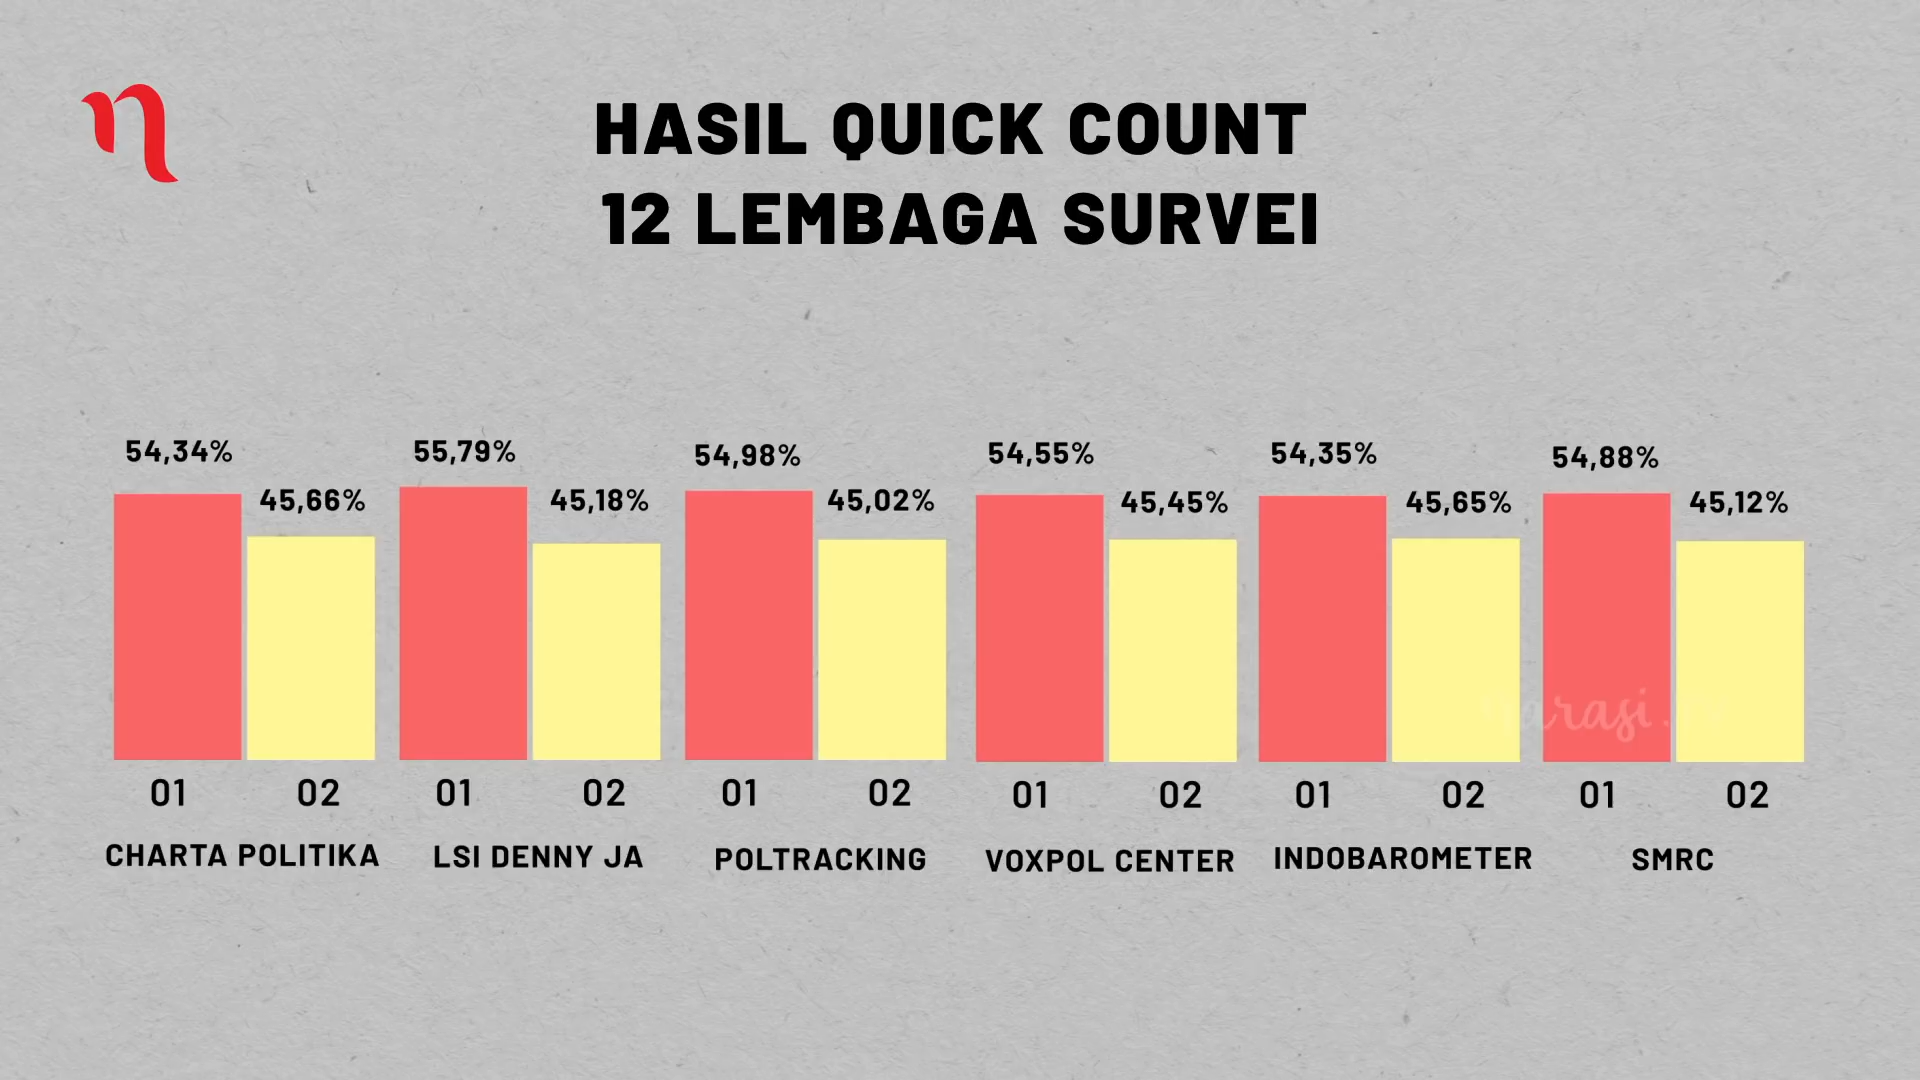 HASIL QUICK COUNT
12 LEMBAGA SURVEI
54,34% 45,66% 55,79% 45,18% 54,98% 45,02% 54,55% 45,45% 54,35% 45,65% 54,88% 45,12%
narasi.tv
01 02 01 02 01 02 01 02 01 02 01 02
CHARTA POLITIKA LSI DENNY JA POLTRACKING VOXPOL CENTER INDOBAROMETER SMRC